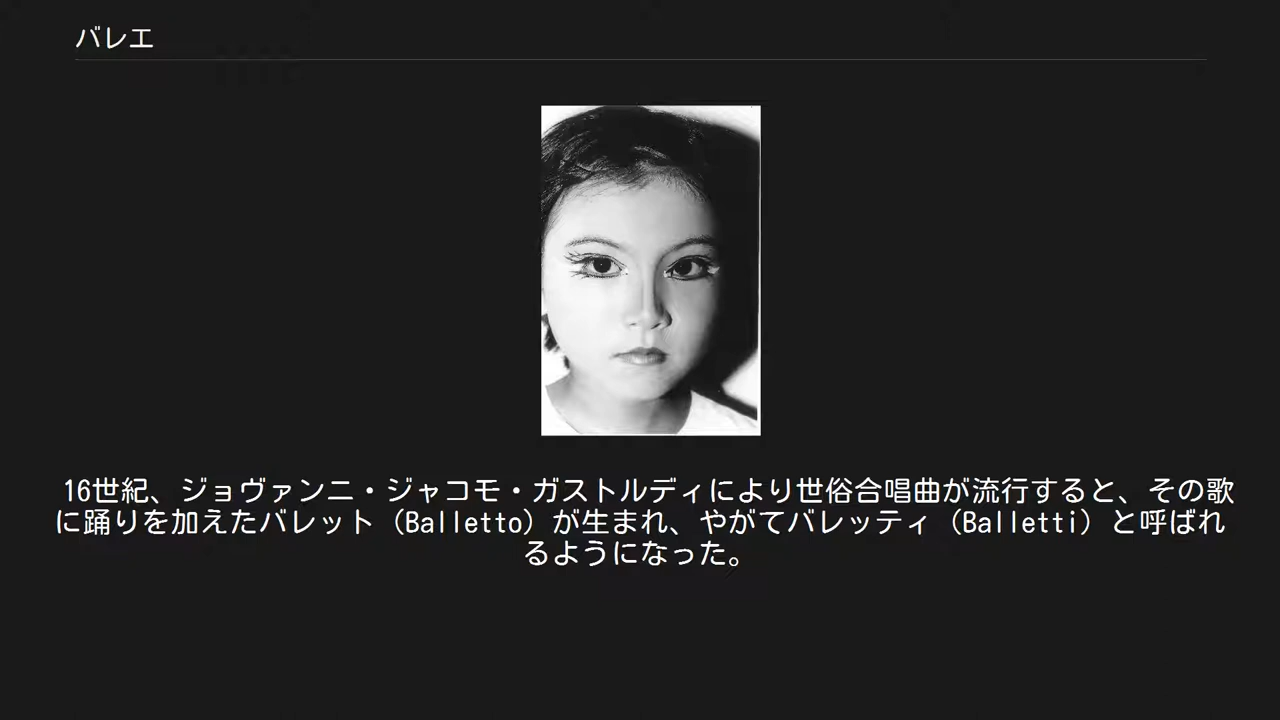 バレエ
16世紀、ジョヴァンニ・ジャコモ・ガストルディにより世俗合唱曲が流行すると、その歌
に踊りを加えたバレット（Balletto）が生まれ、やがてバレッティ（Balletti）と呼ばれ
るようになった。